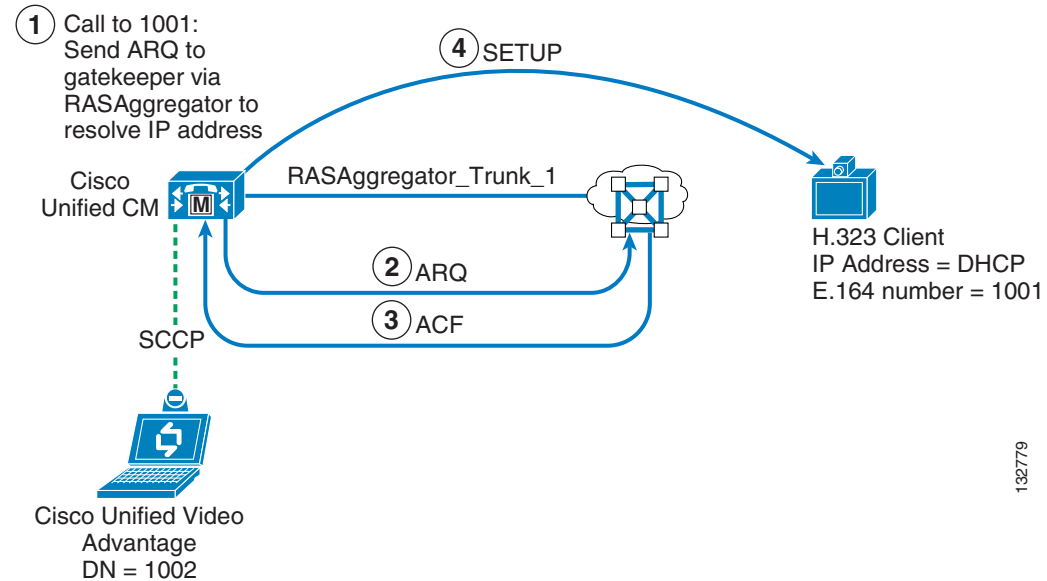 1 Call to 1001:
Send ARQ to
gatekeeper via
RASAggregator to
resolve IP address
4 SETUP
Cisco
Unified CM
M
RASAggregator_Trunk_1
2 ARQ
3 ACF
SCCP
H.323 Client
IP Address = DHCP
E.164 number = 1001
Cisco Unified Video
Advantage
DN = 1002
132779